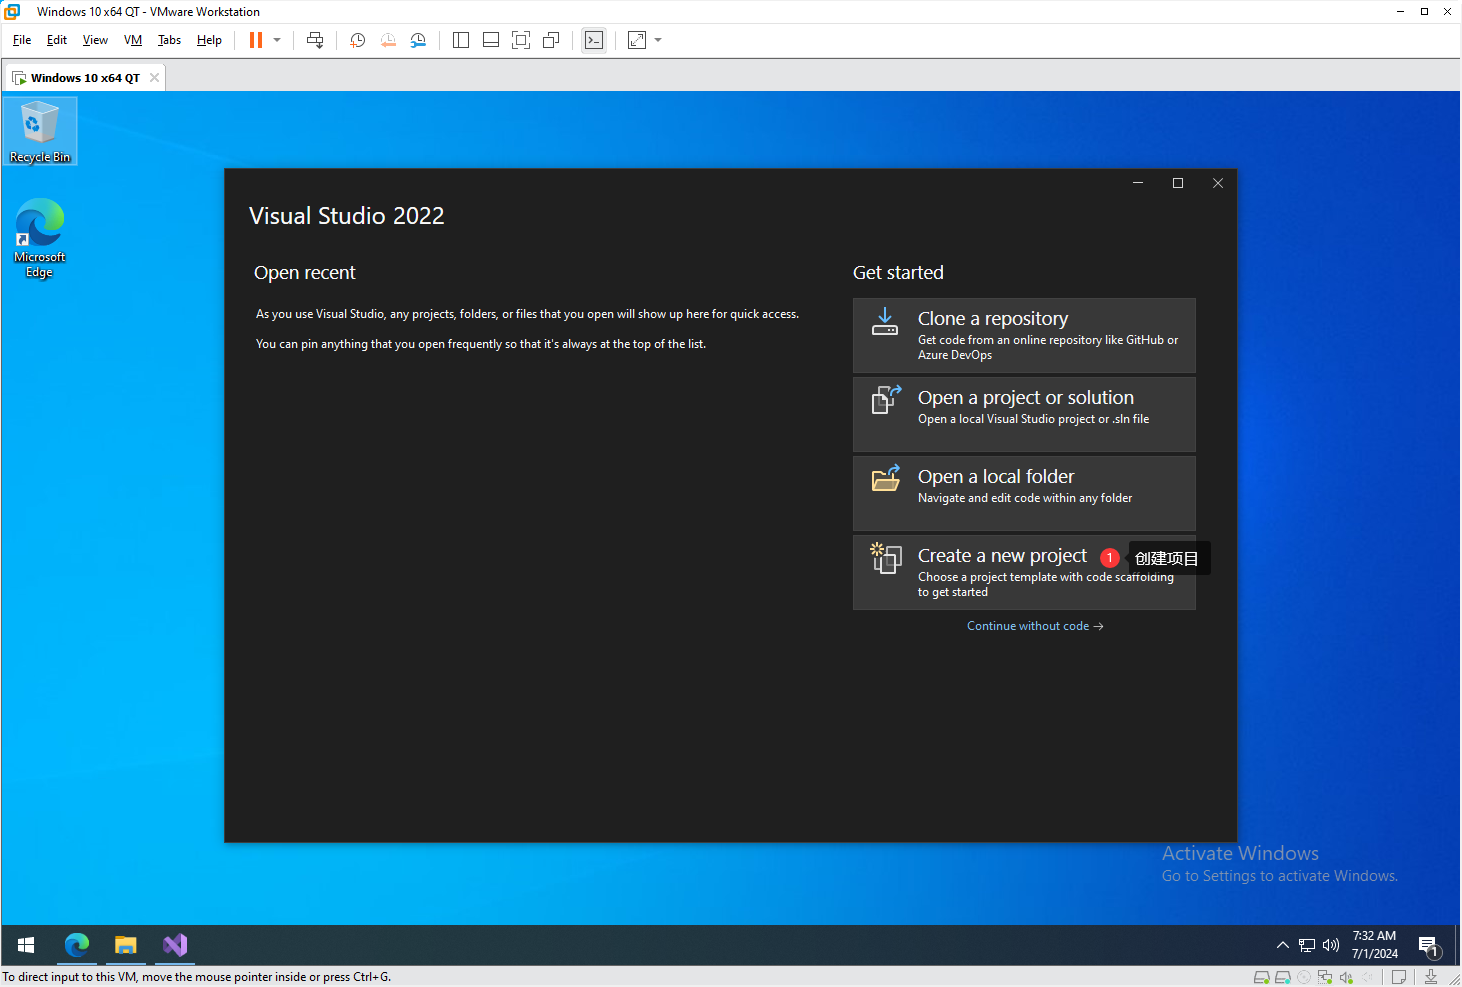 Windows 10 x64 QT - VMware Workstation
File Edit View VM Tabs Help
Windows 10 x64 QT
Recycle Bin
Microsoft
Edge
Visual Studio 2022
Open recent
As you use Visual Studio, any projects, folders, or files that you open will show up here for quick access.
You can pin anything that you open frequently so that it's always at the top of the list.
Get started
Clone a repository
Get code from an online repository like GitHub or
Azure DevOps
Open a project or solution
Open a local Visual Studio project or .sln file
Open a local folder
Navigate and edit code within any folder
Create a new project 1 创建项目
Choose a project template with code scaffolding
to get started
Continue without code →
Activate Windows
Go to Settings to activate Windows.
7:32 AM
7/1/2024
1
To direct input to this VM, move the mouse pointer inside or press Ctrl+G.